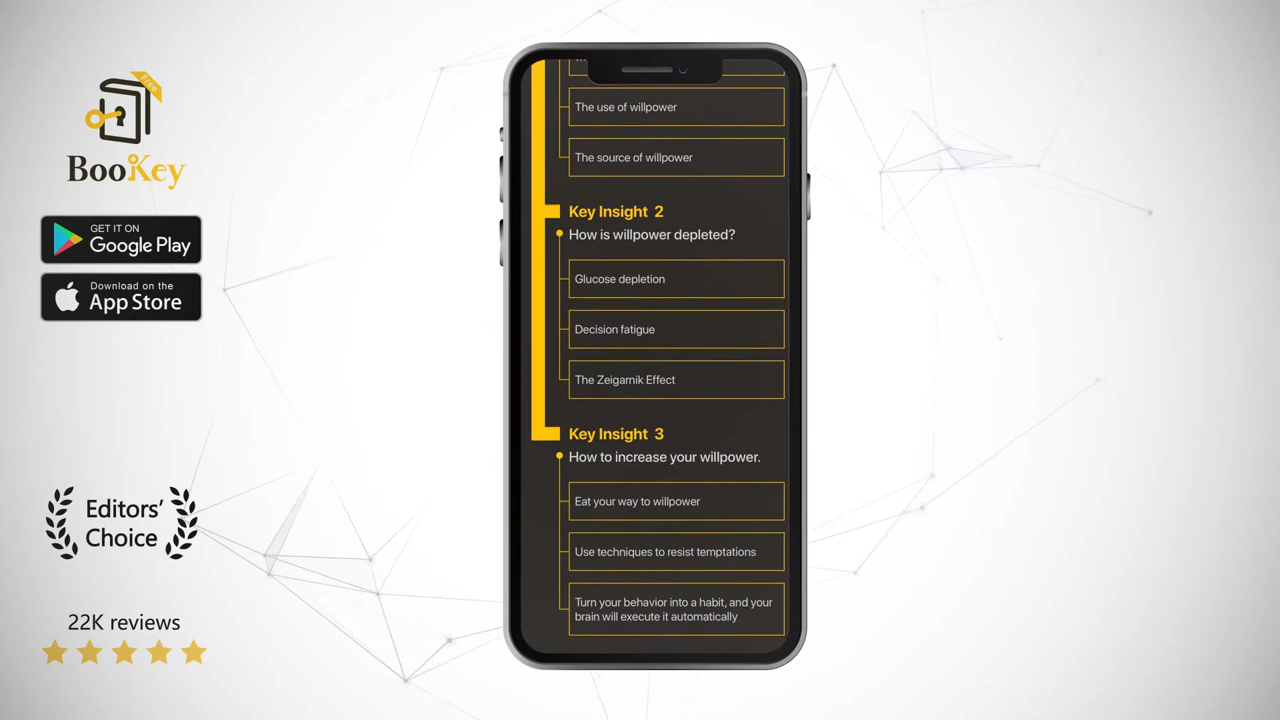 Free
BooKey
GET IT ON
Google Play
Download on the
App Store
Editors’
Choice
22K reviews
The use of willpower
The source of willpower
Key Insight 2
How is willpower depleted?
Glucose depletion
Decision fatigue
The Zeigarnik Effect
Key Insight 3
How to increase your willpower.
Eat your way to willpower
Use techniques to resist temptations
Turn your behavior into a habit, and your
brain will execute it automatically